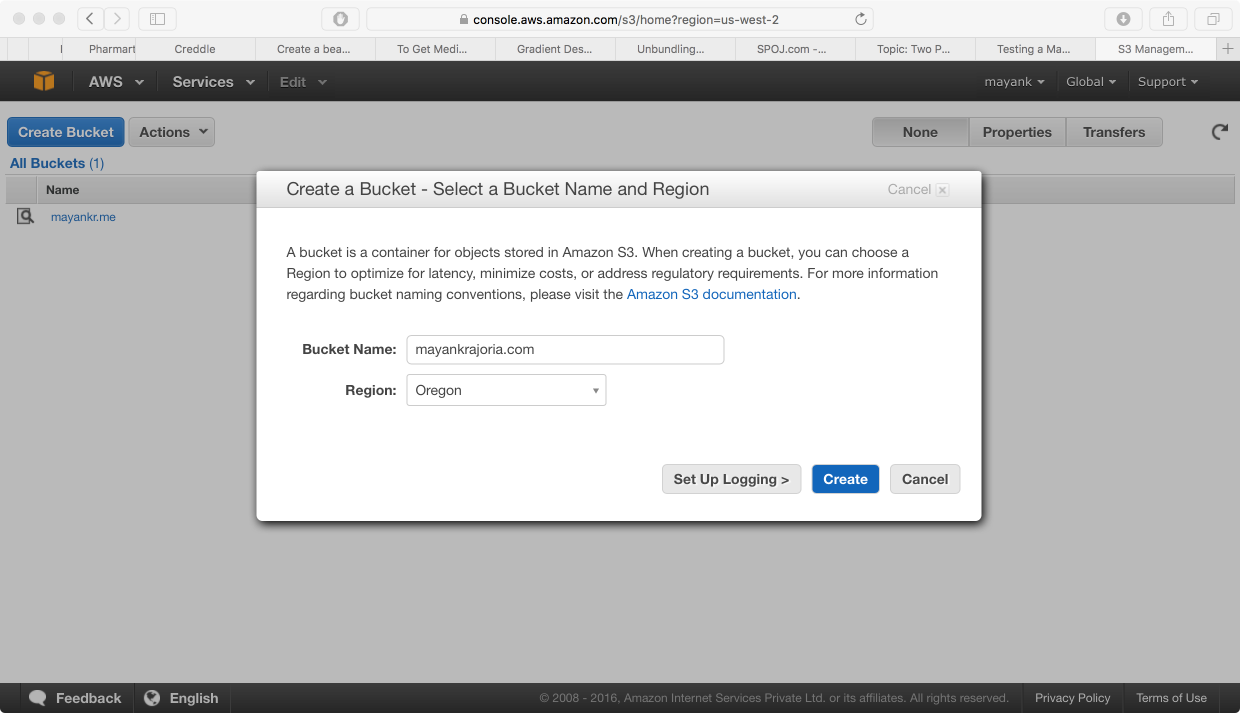 console.aws.amazon.com/s3/home?region=us-west-2
Pharmart
Creddle
Create a bea...
To Get Medi...
Gradient Des...
Unbundling...
SPOJ.com -...
Topic: Two P...
Testing a Ma...
S3 Managem...
AWS
Services
Edit
mayank
Global
Support
Create Bucket
Actions
None
Properties
Transfers
All Buckets (1)
Name
mayankr.me
Create a Bucket - Select a Bucket Name and Region
Cancel
A bucket is a container for objects stored in Amazon S3. When creating a bucket, you can choose a
Region to optimize for latency, minimize costs, or address regulatory requirements. For more information
regarding bucket naming conventions, please visit the Amazon S3 documentation.
Bucket Name: mayankrajoria.com
Region: Oregon
Set Up Logging >
Create
Cancel
Feedback
English
© 2008 - 2016, Amazon Internet Services Private Ltd. or its affiliates. All rights reserved.
Privacy Policy
Terms of Use